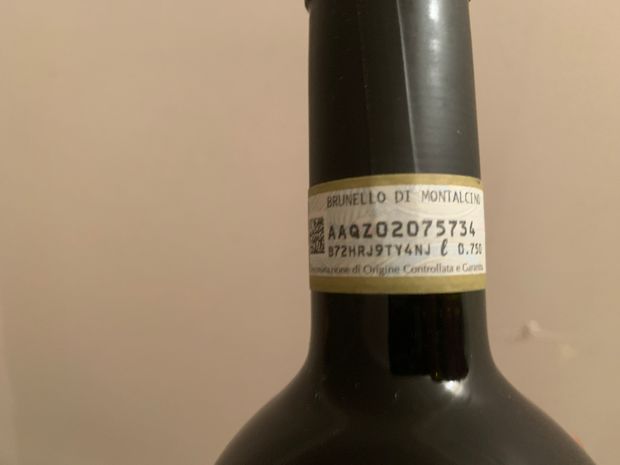 BRUNELLO DI MONTALCINO
AAQZ02075734
B72HRJ9TY4NJ ℓ 0.750
Denominazione di Origine Controllata e Garantita